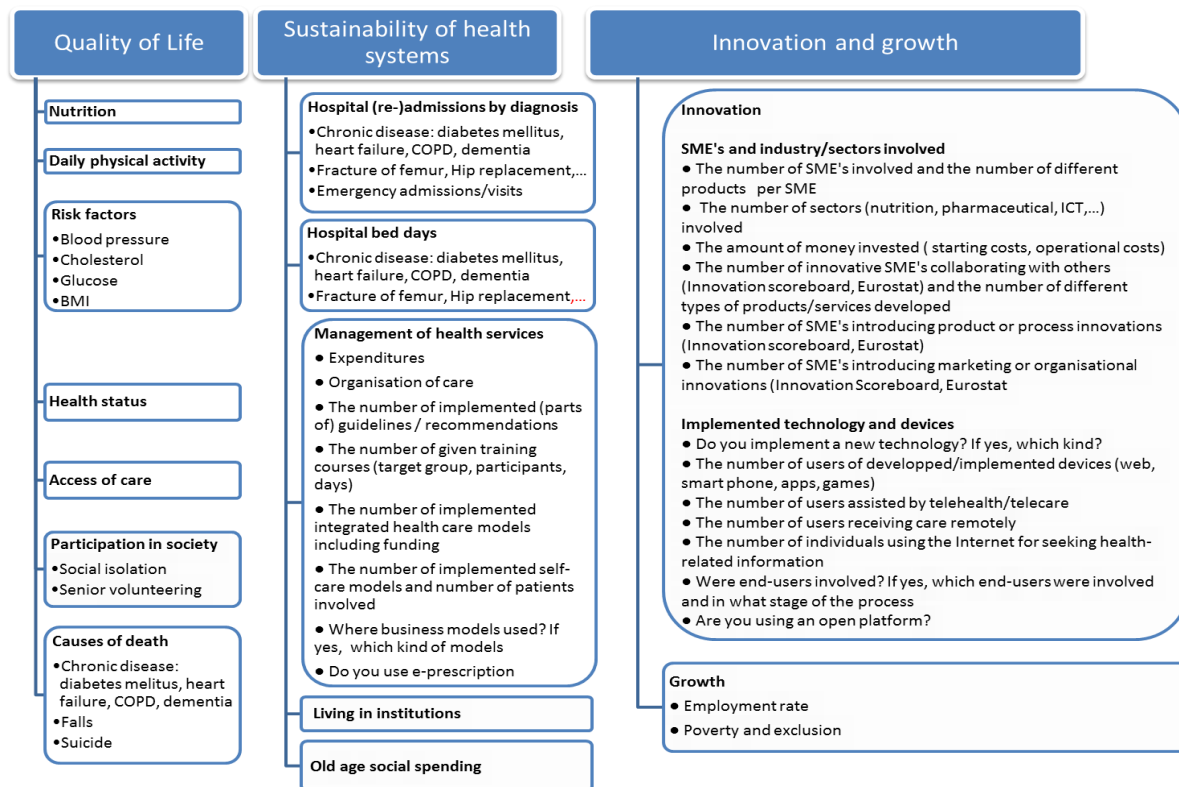 Quality of Life
Nutrition
Daily physical activity
Risk factors
•Blood pressure
•Cholesterol
•Glucose
•BMI
Health status
Access of care
Participation in society
•Social isolation
•Senior volunteering
Causes of death
•Chronic disease:
diabetes melitus, heart
failure, COPD, dementia
•Falls
•Suicide
Sustainability of health
systems
Hospital (re-)admissions by diagnosis
•Chronic disease: diabetes mellitus,
heart failure, COPD, dementia
•Fracture of femur, Hip replacement,...
•Emergency admissions/visits
Hospital bed days
•Chronic disease: diabetes mellitus,
heart failure, COPD, dementia
•Fracture of femur, Hip replacement,...
Management of health services
● Expenditures
● Organisation of care
● The number of implemented (parts
of) guidelines / recommendations
● The number of given training
courses (target group, participants,
days)
● The number of implemented
integrated health care models
including funding
● The number of implemented self-
care models and number of patients
involved
● Where business models used? If
yes, which kind of models
● Do you use e-prescription
Living in institutions
Old age social spending
Innovation and growth
Innovation
SME's and industry/sectors involved
● The number of SME's involved and the number of different
products per SME
● The number of sectors (nutrition, pharmaceutical, ICT,...)
involved
● The amount of money invested ( starting costs, operational costs)
● The number of innovative SME's collaborating with others
(Innovation scoreboard, Eurostat) and the number of different
types of products/services developed
● The number of SME's introducing product or process innovations
(Innovation scoreboard, Eurostat)
● The number of SME's introducing marketing or organisational
innovations (Innovation Scoreboard, Eurostat
Implemented technology and devices
● Do you implement a new technology? If yes, which kind?
● The number of users of developped/implemented devices (web,
smart phone, apps, games)
● The number of users assisted by telehealth/telecare
● The number of users receiving care remotely
● The number of individuals using the Internet for seeking health-
related information
● Were end-users involved? If yes, which end-users were involved
and in what stage of the process
● Are you using an open platform?
Growth
● Employment rate
● Poverty and exclusion